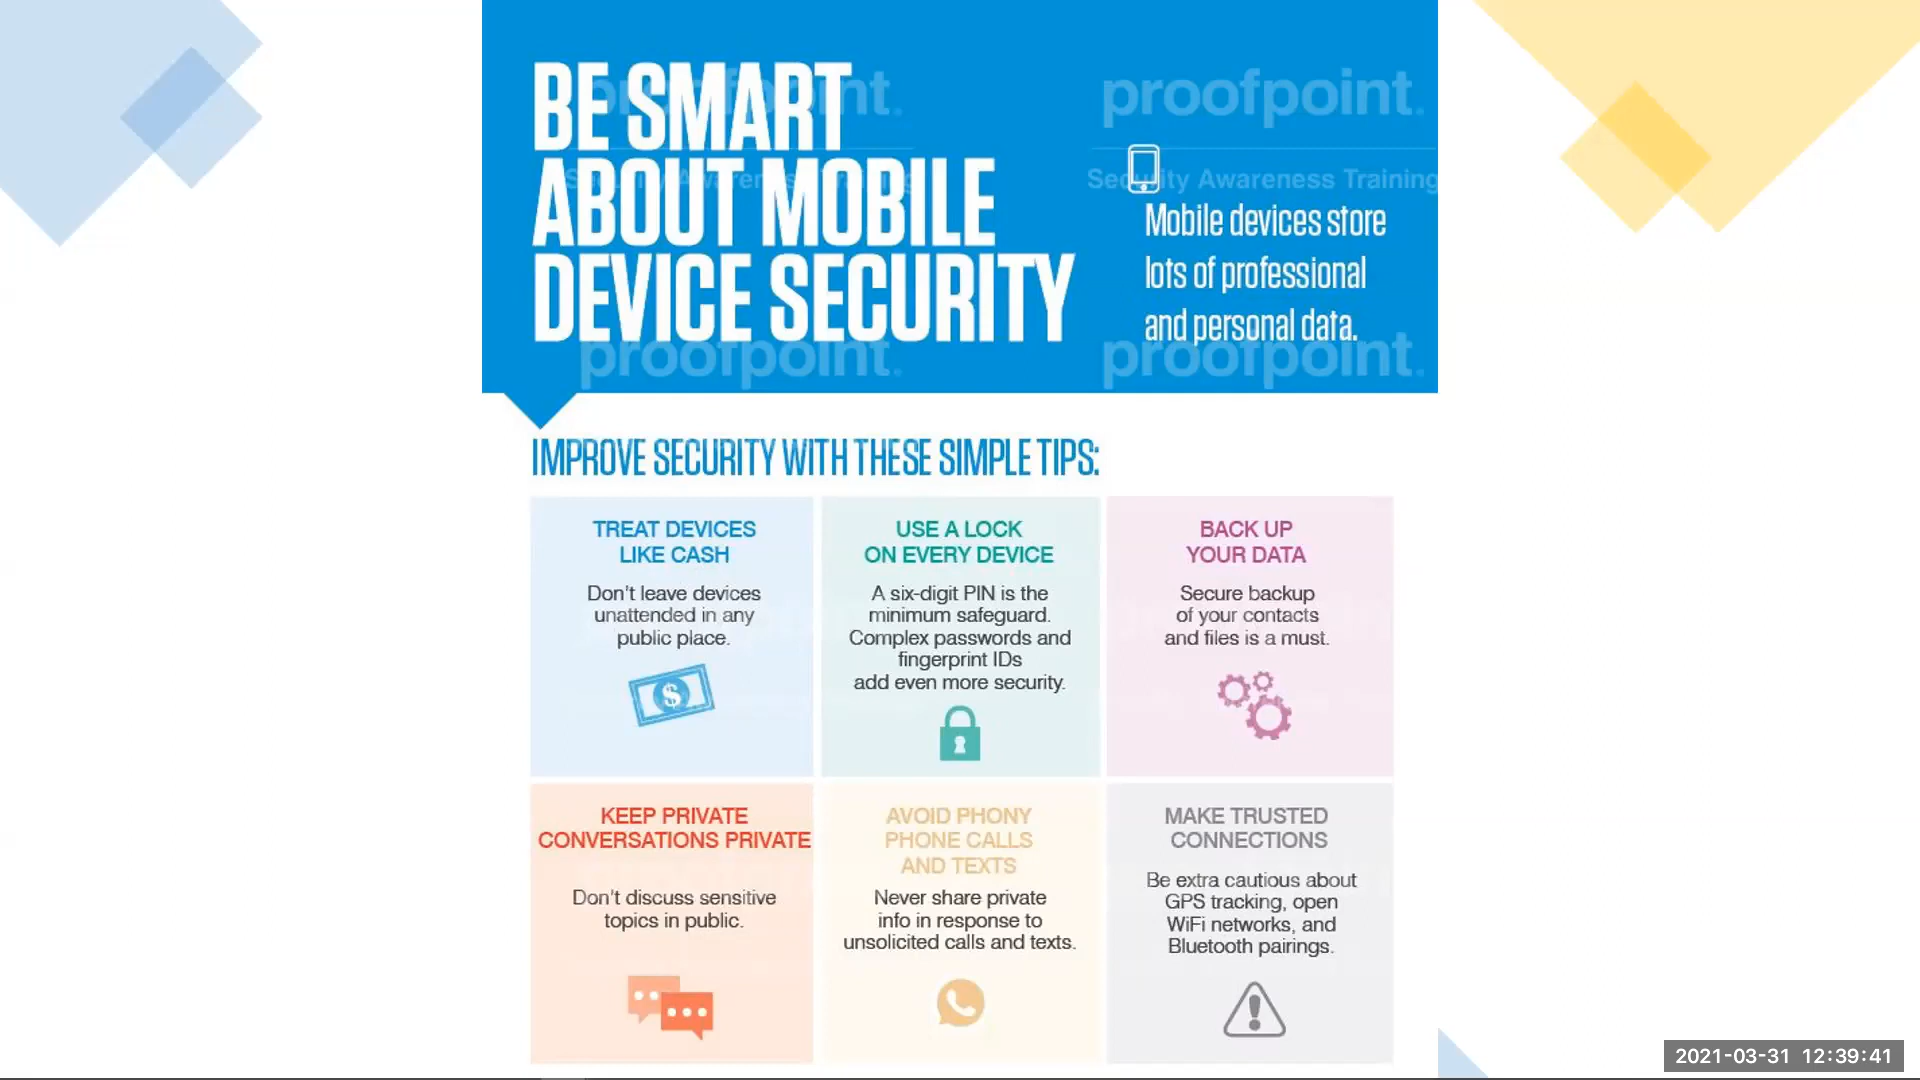 BE SMART
ABOUT MOBILE
DEVICE SECURITY
proofpoint.
Security Awareness Training
proofpoint.
Security Awareness Training
Mobile devices store
lots of professional
and personal data.
proofpoint.
proofpoint.
IMPROVE SECURITY WITH THESE SIMPLE TIPS:
TREAT DEVICES
LIKE CASH
Don't leave devices
unattended in any
public place.
USE A LOCK
ON EVERY DEVICE
A six-digit PIN is the
minimum safeguard.
Complex passwords and
fingerprint IDs
add even more security.
BACK UP
YOUR DATA
Secure backup
of your contacts
and files is a must.
KEEP PRIVATE
CONVERSATIONS PRIVATE
Don't discuss sensitive
topics in public.
AVOID PHONY
PHONE CALLS
AND TEXTS
Never share private
info in response to
unsolicited calls and texts.
MAKE TRUSTED
CONNECTIONS
Be extra cautious about
GPS tracking, open
WiFi networks, and
Bluetooth pairings.
2021-03-31 12:39:41